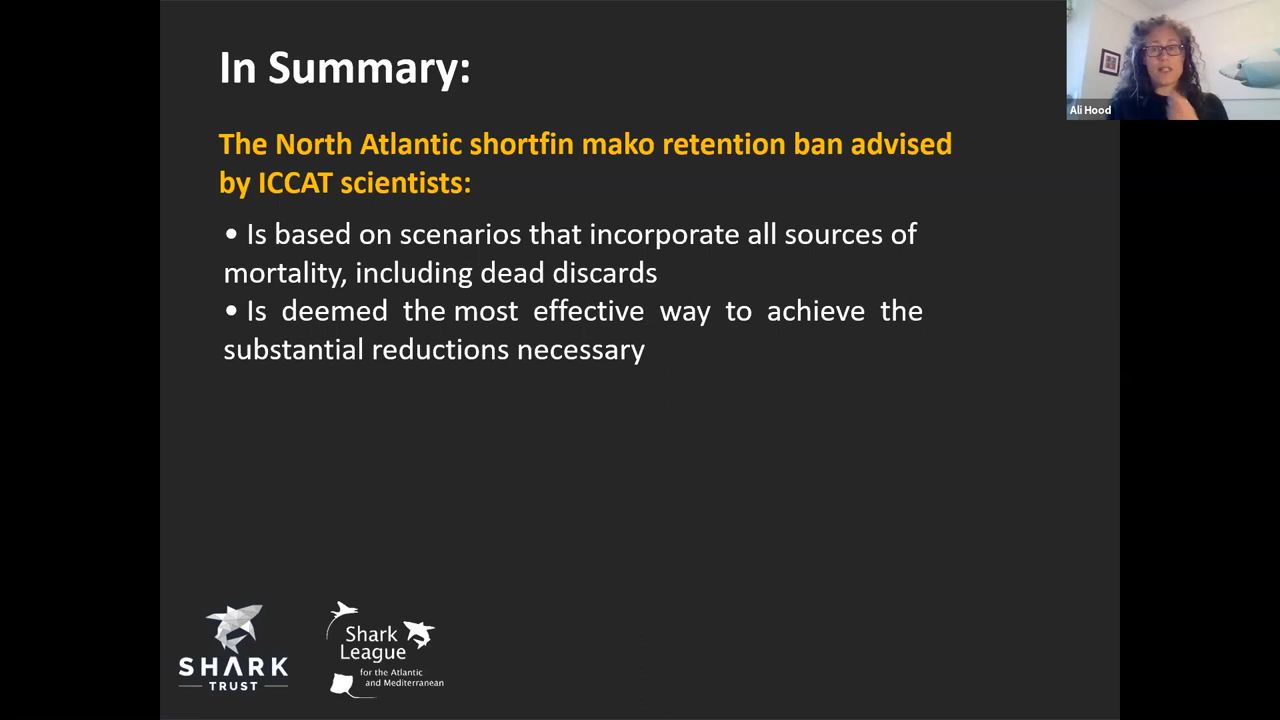 In Summary:
Ali Hood
The North Atlantic shortfin mako retention ban advised
by ICCAT scientists:
• Is based on scenarios that incorporate all sources of
mortality, including dead discards
• Is deemed the most effective way to achieve the
substantial reductions necessary
SHARK
TRUST
Shark
League
for the Atlantic
and Mediterranean